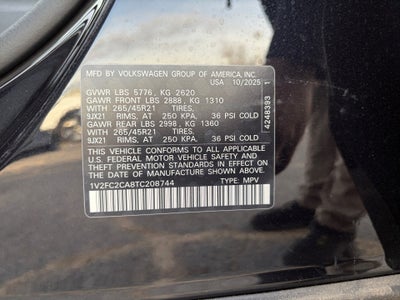 MFD BY VOLKSWAGEN GROUP OF AMERICA, INC.
USA 10/2025
GVWR LBS 5776, KG 2620
GAWR FRONT LBS 2888, KG 1310
WITH 265/45R21 TIRES,
9JX21 RIMS, AT 250 KPA, 36 PSI COLD
GAWR REAR LBS 2998, KG 1360
WITH 265/45R21 TIRES,
9JX21 RIMS, AT 250 KPA, 36 PSI COLD
THIS VEHICLE CONFORMS TO ALL APPLICABLE
U.S. FEDERAL MOTOR VEHICLE SAFETY AND
THEFT PREVENTION STANDARDS IN EFFECT ON THE
DATE OF MANUFACTURE SHOWN ABOVE.
1V2FC2CA8TC208744 TYPE: MPV
4248393